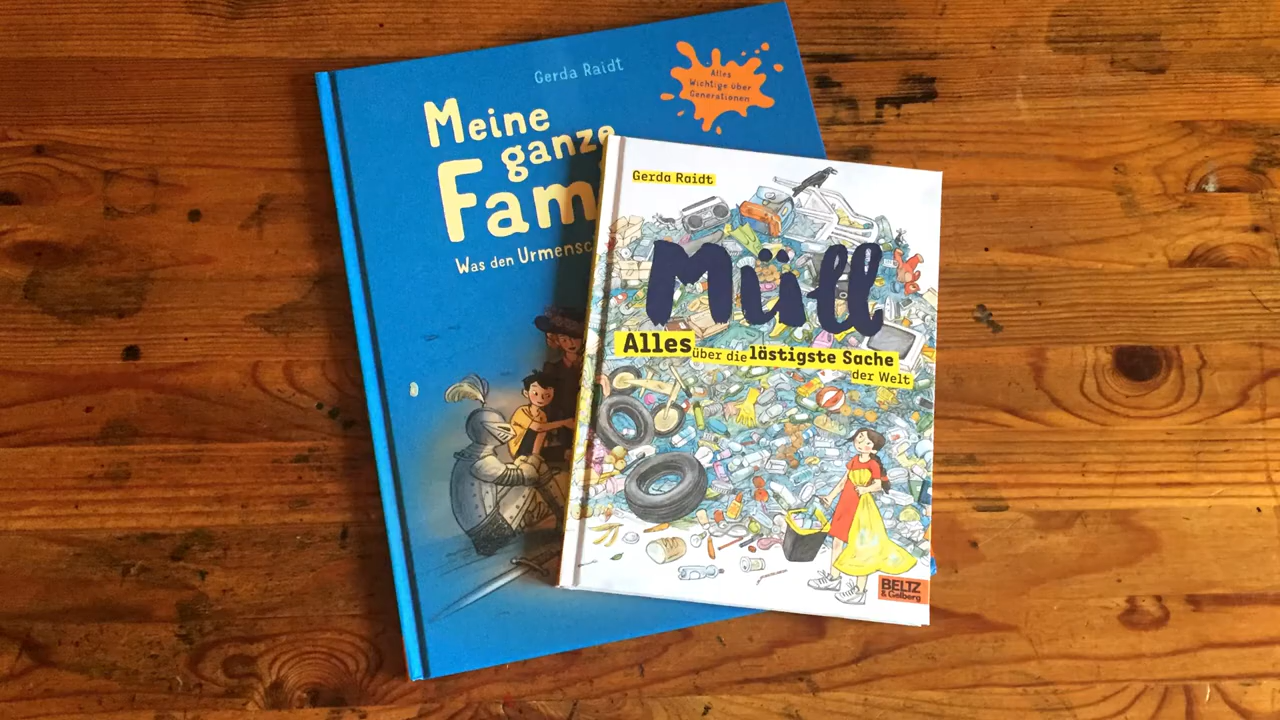 Gerda Raidt
Alles
Wichtige über
Generationen
Meine
ganze
Fam
Was den Urmensc
Gerda Raidt
Müll
Alles über die lästigste Sache
der Welt
BELTZ
& Gelberg